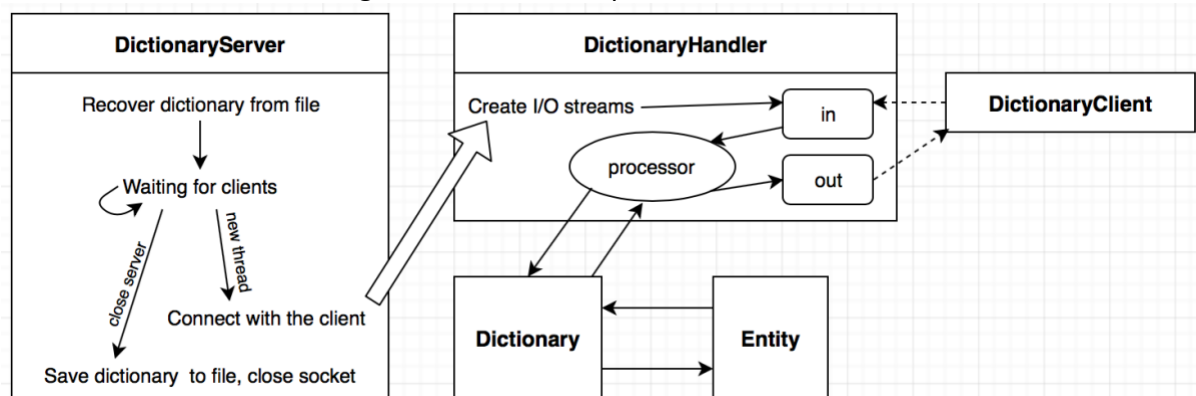 DictionaryServer
Recover dictionary from file
Waiting for clients
close server
new thread
Connect with the client
Save dictionary to file, close socket
DictionaryHandler
Create I/O streams
in
processor
out
DictionaryClient
Dictionary
Entity